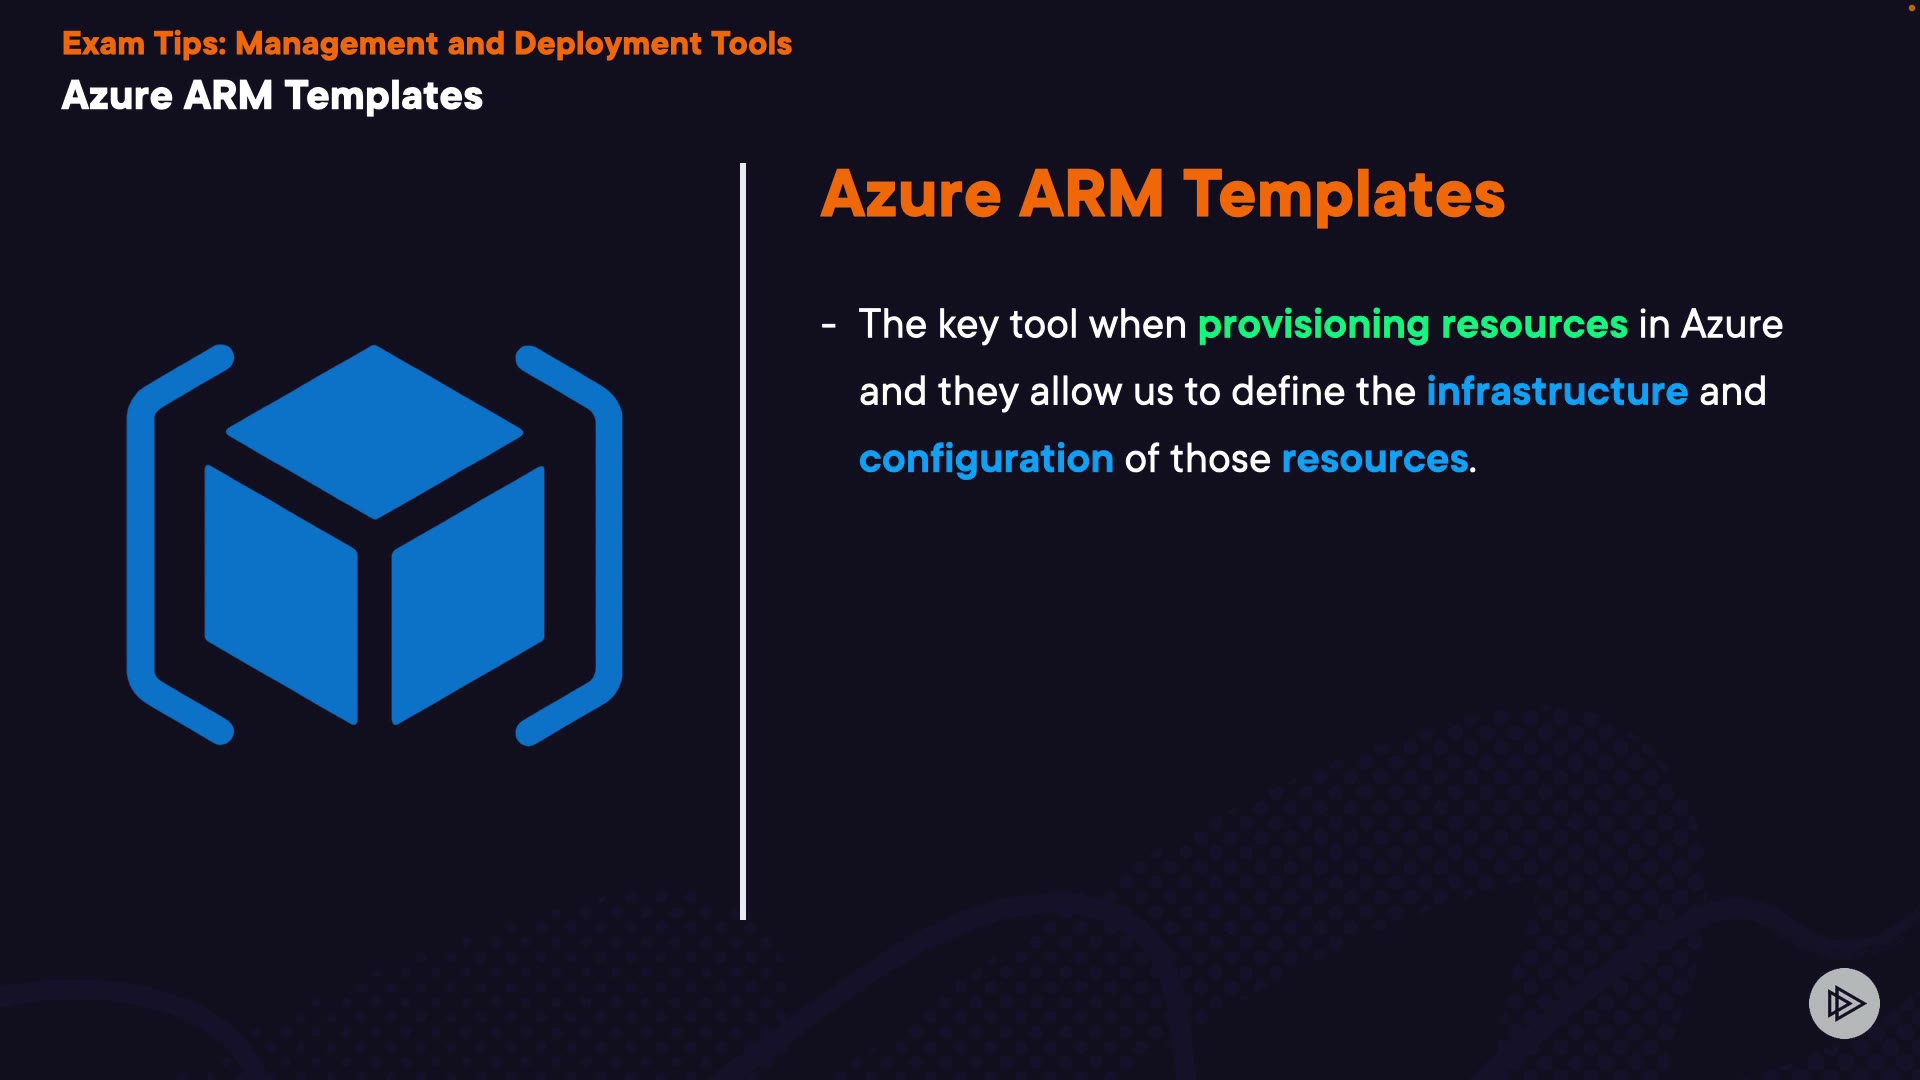 Exam Tips: Management and Deployment Tools
Azure ARM Templates
Azure ARM Templates
- The key tool when provisioning resources in Azure
and they allow us to define the infrastructure and
configuration of those resources.